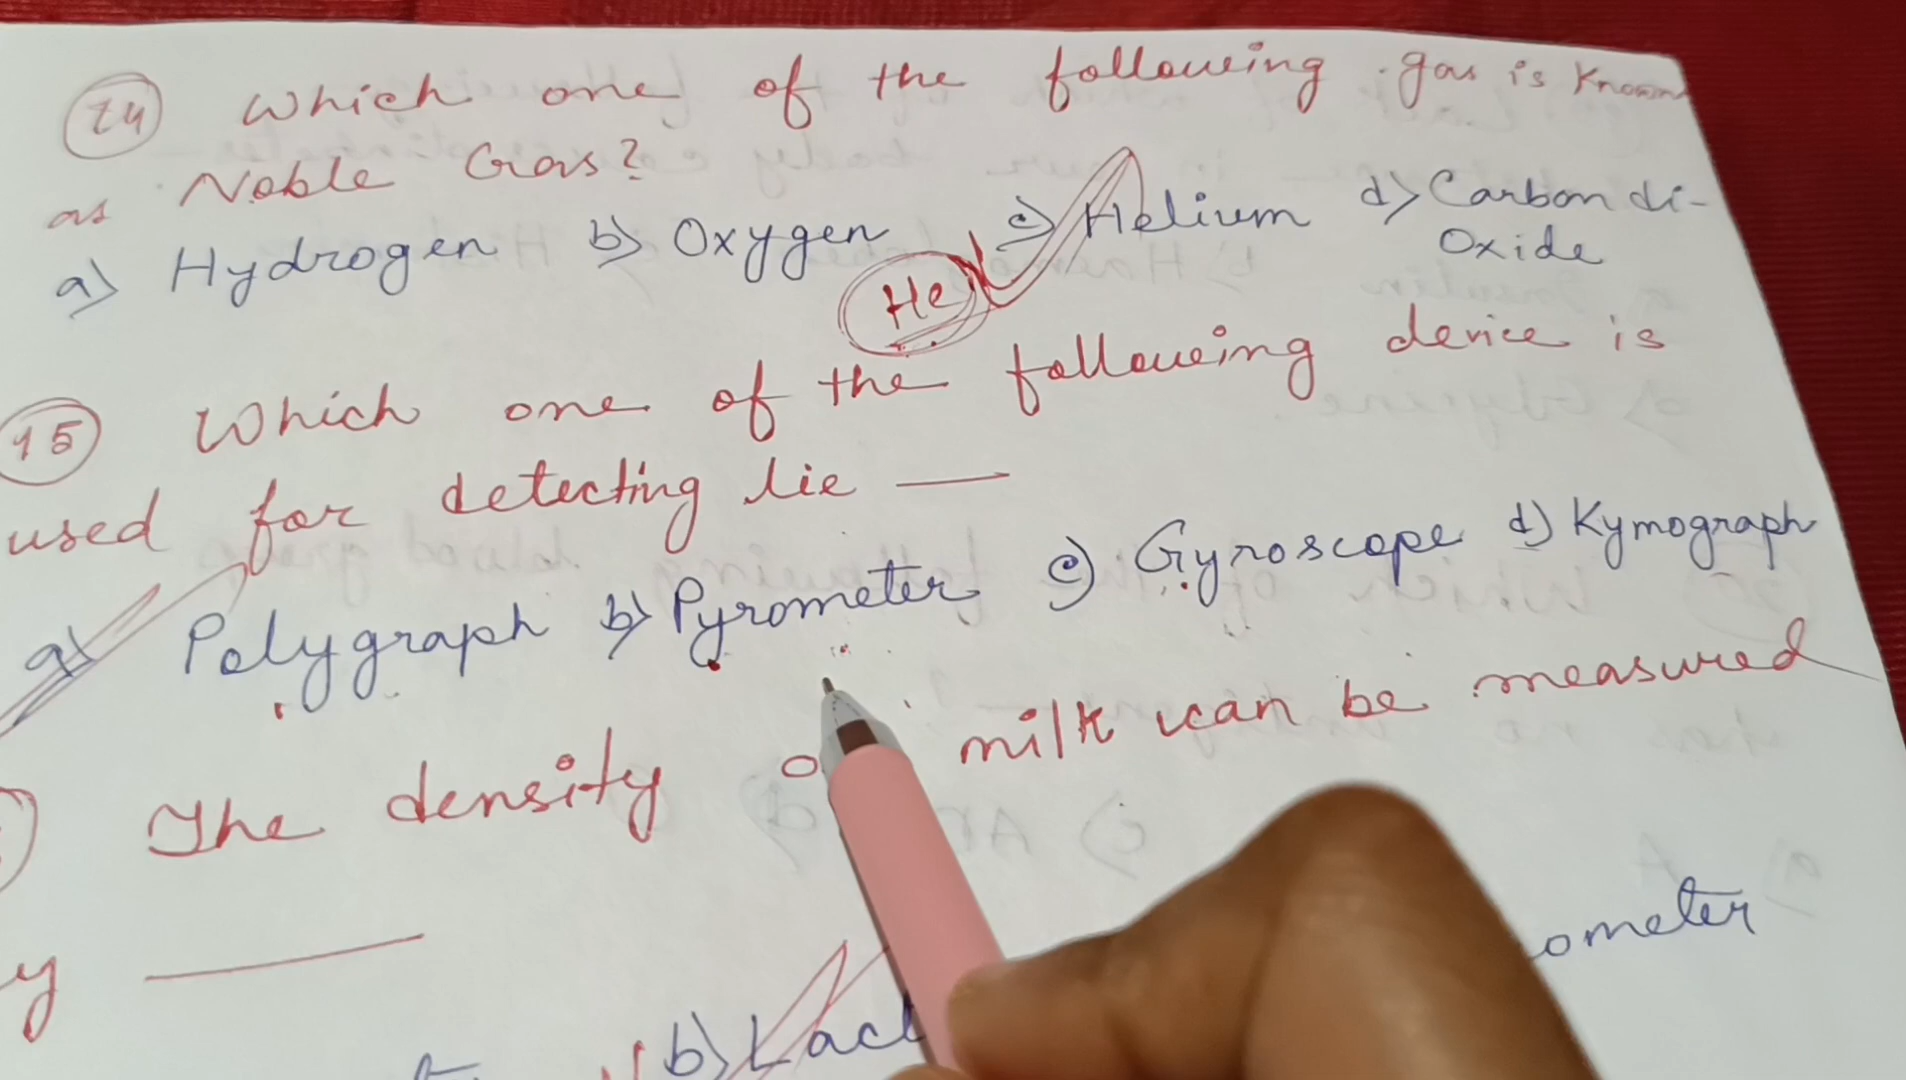 24 Which one of the following gas is Known
as Noble Gas?
a) Hydrogen b) Oxygen c) Helium d) Carbon di-
Oxide
He
15 Which one of the following device is
used for detecting lie —
a) Polygraph b) Pyrometer c) Gyroscope d) Kymograph
The density milk can be measured
ometer
b) Lact